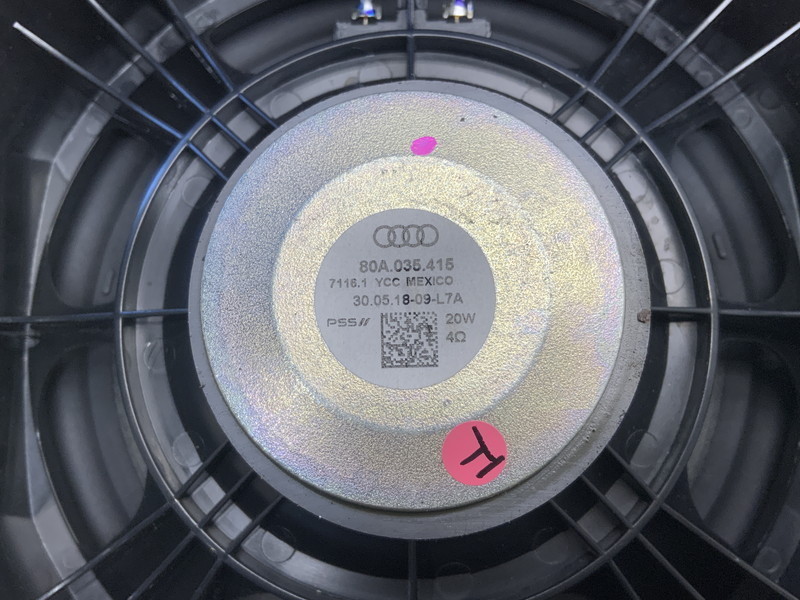 80A.035.415
7116.1 YCC MEXICO
30.05.18-09-L7A
PSS//
20W
4Ω